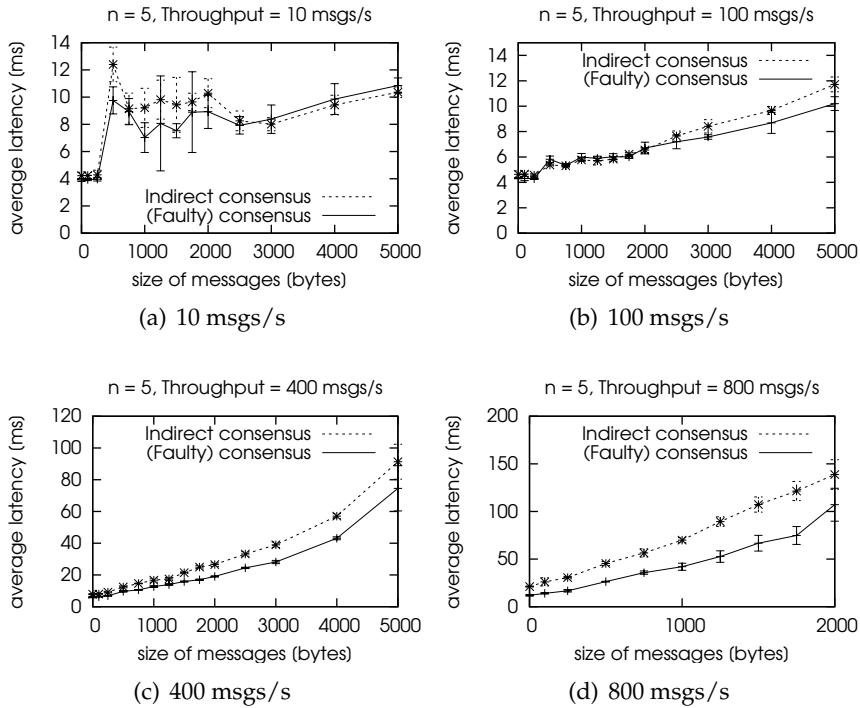 n = 5, Throughput = 10 msgs/s
average latency (ms)
14
12
10
8
6
4
2
0
Indirect consensus
(Faulty) consensus
0 1000 2000 3000 4000 5000
size of messages (bytes)
(a) 10 msgs/s
n = 5, Throughput = 100 msgs/s
average latency (ms)
14
12
10
8
6
4
2
0
Indirect consensus
(Faulty) consensus
0 1000 2000 3000 4000 5000
size of messages (bytes)
(b) 100 msgs/s
n = 5, Throughput = 400 msgs/s
average latency (ms)
120
100
80
60
40
20
0
Indirect consensus
(Faulty) consensus
0 1000 2000 3000 4000 5000
size of messages (bytes)
(c) 400 msgs/s
n = 5, Throughput = 800 msgs/s
average latency (ms)
200
150
100
50
0
Indirect consensus
(Faulty) consensus
0 1000 2000
size of messages (bytes)
(d) 800 msgs/s